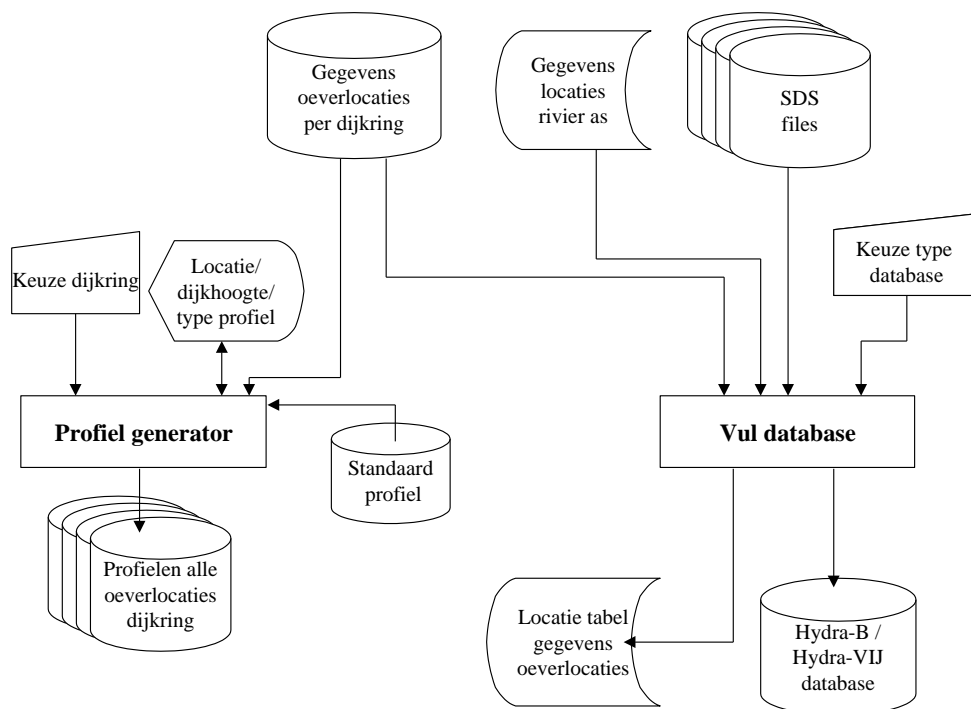 Gegevens
oeverlocaties
per dijkring
Gegevens
locaties
rivier as
SDS
files
Keuze dijkring
Locatie/
dijkhoogte/
type profiel
Keuze type
database
Profiel generator
Vul database
Standaard
profiel
Profielen alle
oeverlocaties
dijkring
Locatie tabel
gegevens
oeverlocaties
Hydra-B /
Hydra-VIJ
database